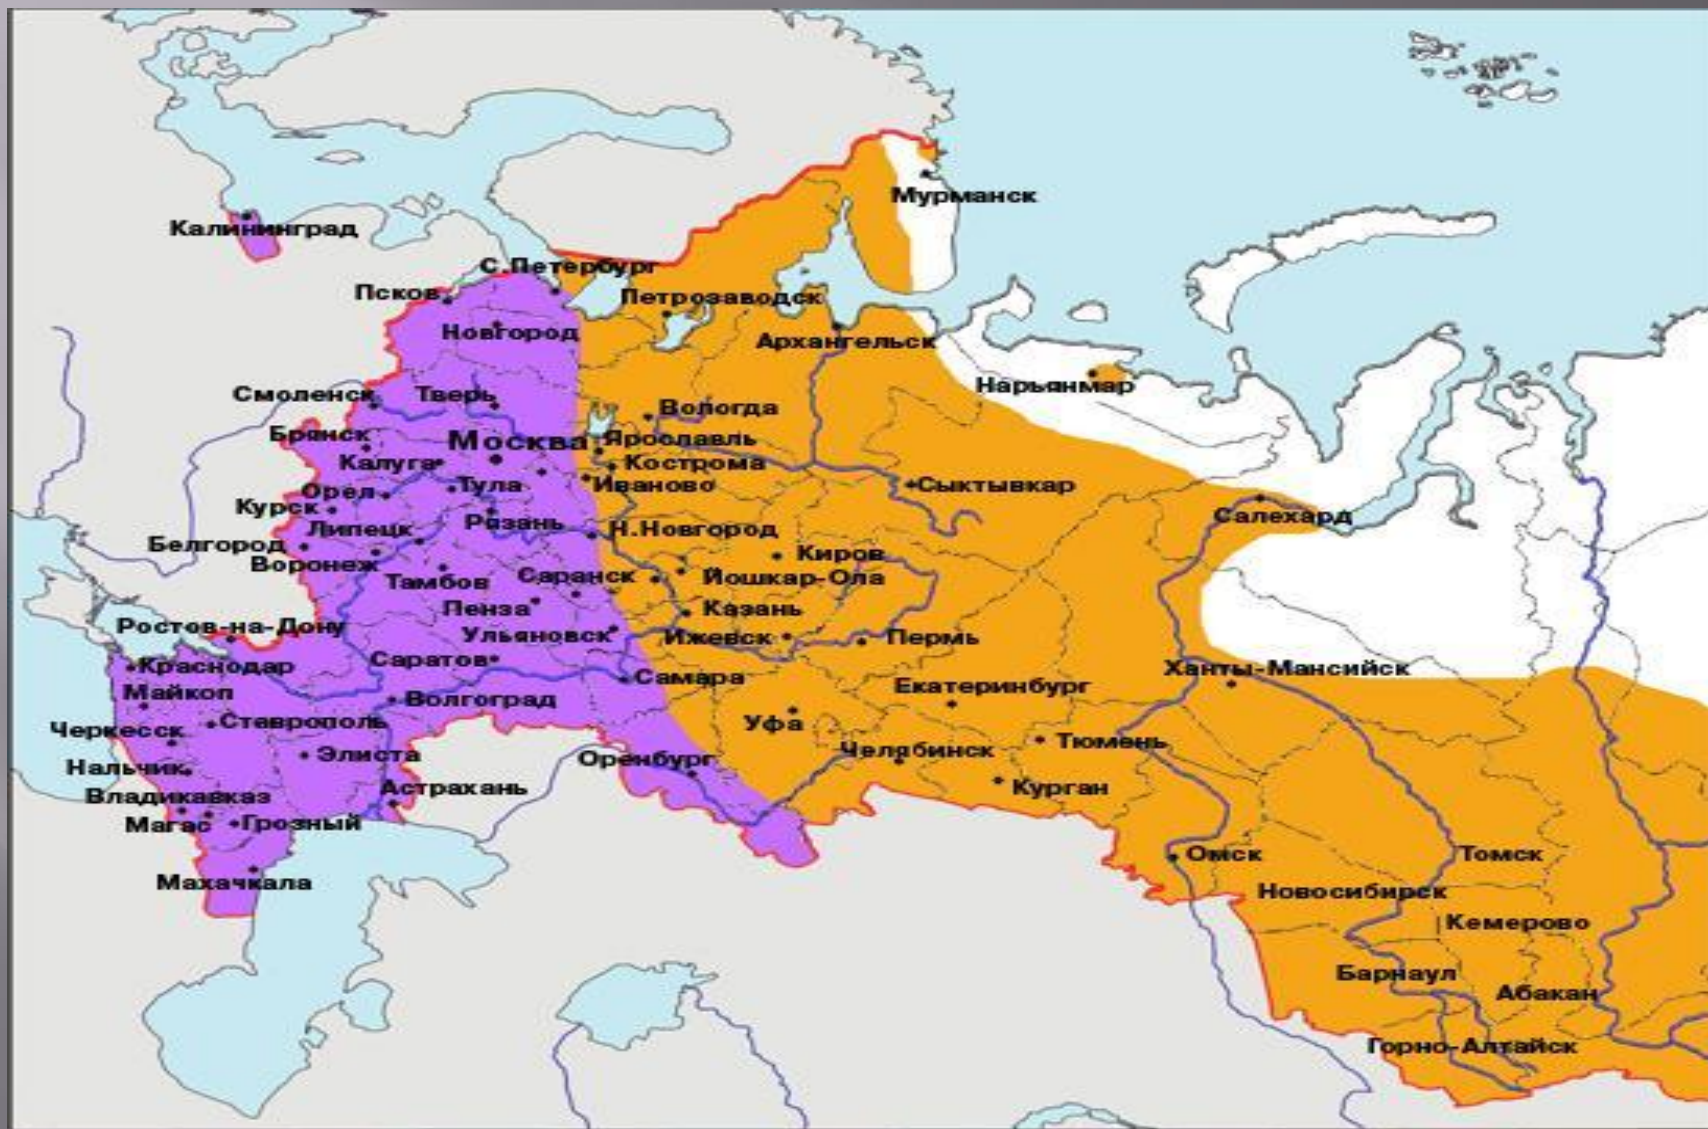 Мурманск
Калининград
С.Петербург
Псков
Петрозаводск
Новгород
Архангельск
Нарьянмар
Смоленск
Тверь
Вологда
Брянск
Москва
Ярославль
Калуга
Кострома
Орел
Тула
Иваново
Сыктывкар
Курск
Рязань
Салехард
Липецк
Н.Новгород
Белгород
Киров
Воронеж
Тамбов
Саранск
Йошкар-Ола
Пенза
Казань
Ростов-на-Дону
Ульяновск
Ижевск
Пермь
Краснодар
Саратов
Самара
Ханты-Мансийск
Майкоп
Волгоград
Екатеринбург
Ставрополь
Уфа
Черкесск
Элиста
Оренбург
Челябинск
Тюмень
Нальчик
Астрахань
Курган
Владикавказ
Магас
Грозный
Омск
Томск
Махачкала
Новосибирск
Кемерово
Барнаул
Абакан
Горно-Алтайск